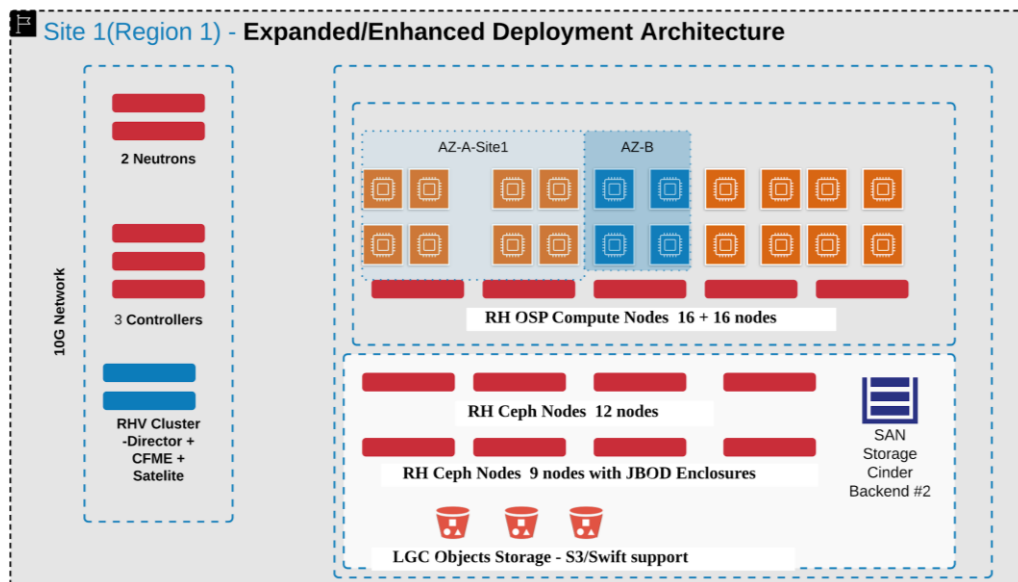 Site 1(Region 1) - Expanded/Enhanced Deployment Architecture
10G Network
2 Neutrons
3 Controllers
RHV Cluster
-Director +
CFME +
Satelite
AZ-A-Site1
AZ-B
RH OSP Compute Nodes 16 + 16 nodes
RH Ceph Nodes 12 nodes
RH Ceph Nodes 9 nodes with JBOD Enclosures
LGC Objects Storage - S3/Swift support
SAN
Storage
Cinder
Backend #2